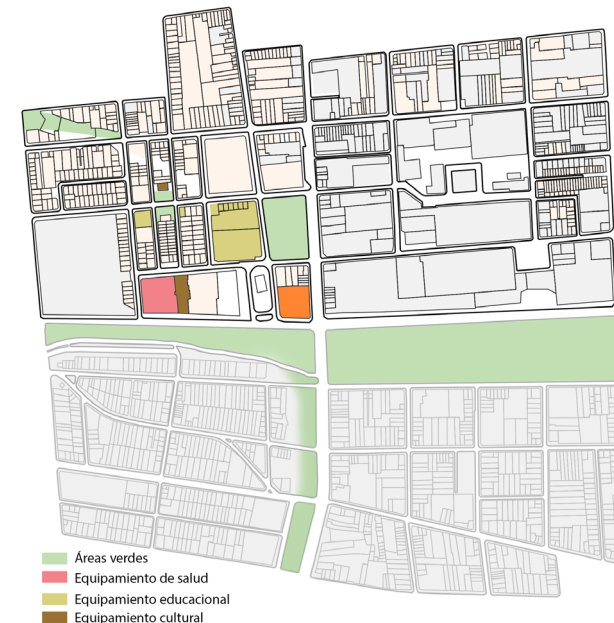 Áreas verdes
Equipamiento de salud
Equipamiento educacional
Equipamiento cultural